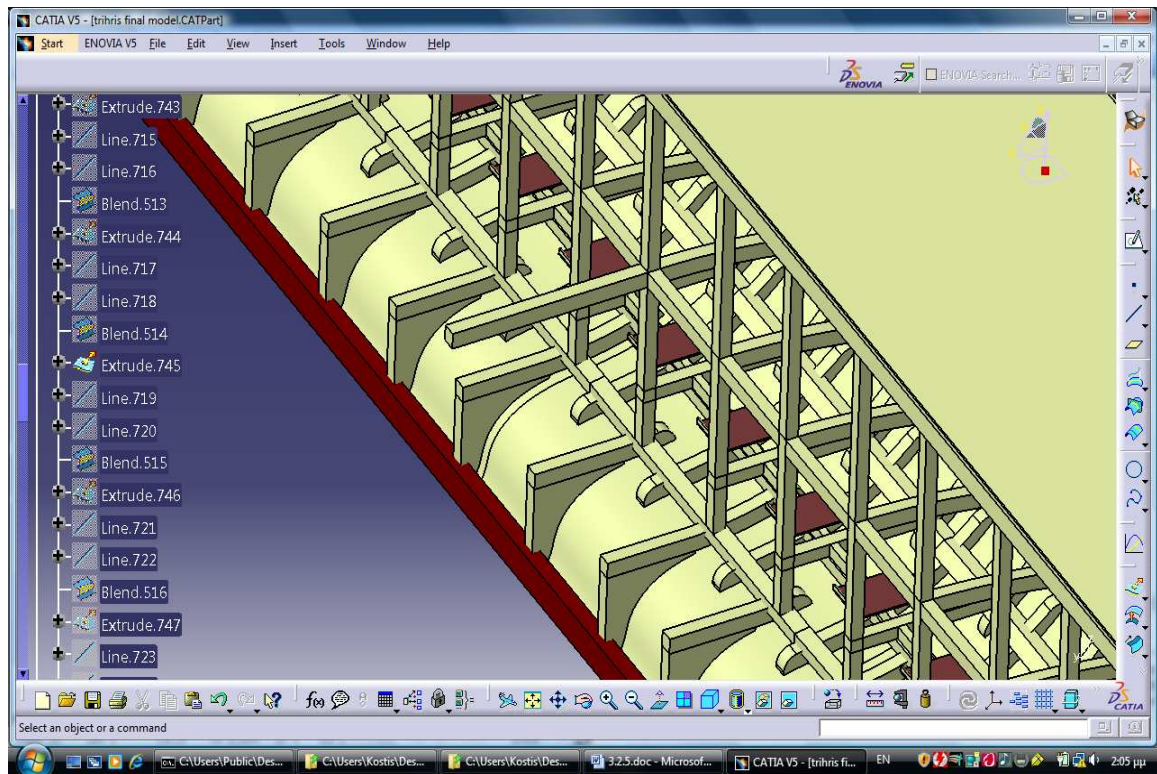 CATIA V5 - [trihris final model.CATPart]
Start ENOVIA V5 File Edit View Insert Tools Window Help
ENOVIA
ENOVIA Search...
Extrude.743
Line.715
Line.716
Blend.513
Extrude.744
Line.717
Line.718
Blend.514
Extrude.745
Line.719
Line.720
Blend.515
Extrude.746
Line.721
Line.722
Blend.516
Extrude.747
Line.723
f(x)
CATIA
Select an object or a command
C:\Users\Public\Des... C:\Users\Kostis\Des... C:\Users\Kostis\Des... 3.2.5.doc - Microsof... CATIA V5 - [trihris fi... EN 2:05 μμ